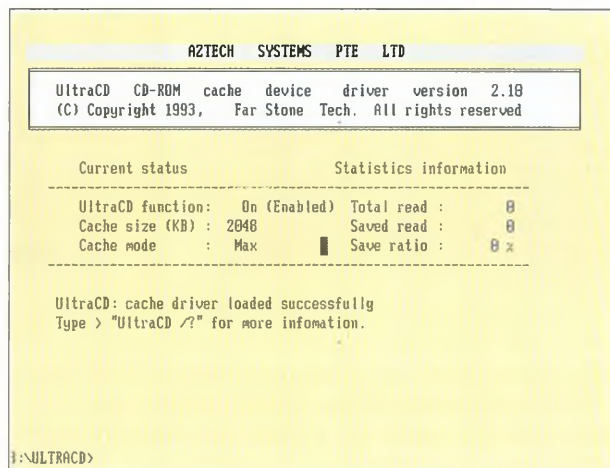 AZTECH SYSTEMS PTE LTD
UltraCD CD-ROM cache device driver version 2.10
(C) Copyright 1993, Far Stone Tech. All rights reserved
Current status Statistics information
UltraCD function: On (Enabled) Total read : 0
Cache size (KB) : 2048 Saved read : 0
Cache mode : Max Save ratio : 0 %
UltraCD: cache driver loaded successfully
Type > "UltraCD /?" for more infomation.
:\ULTRACD>